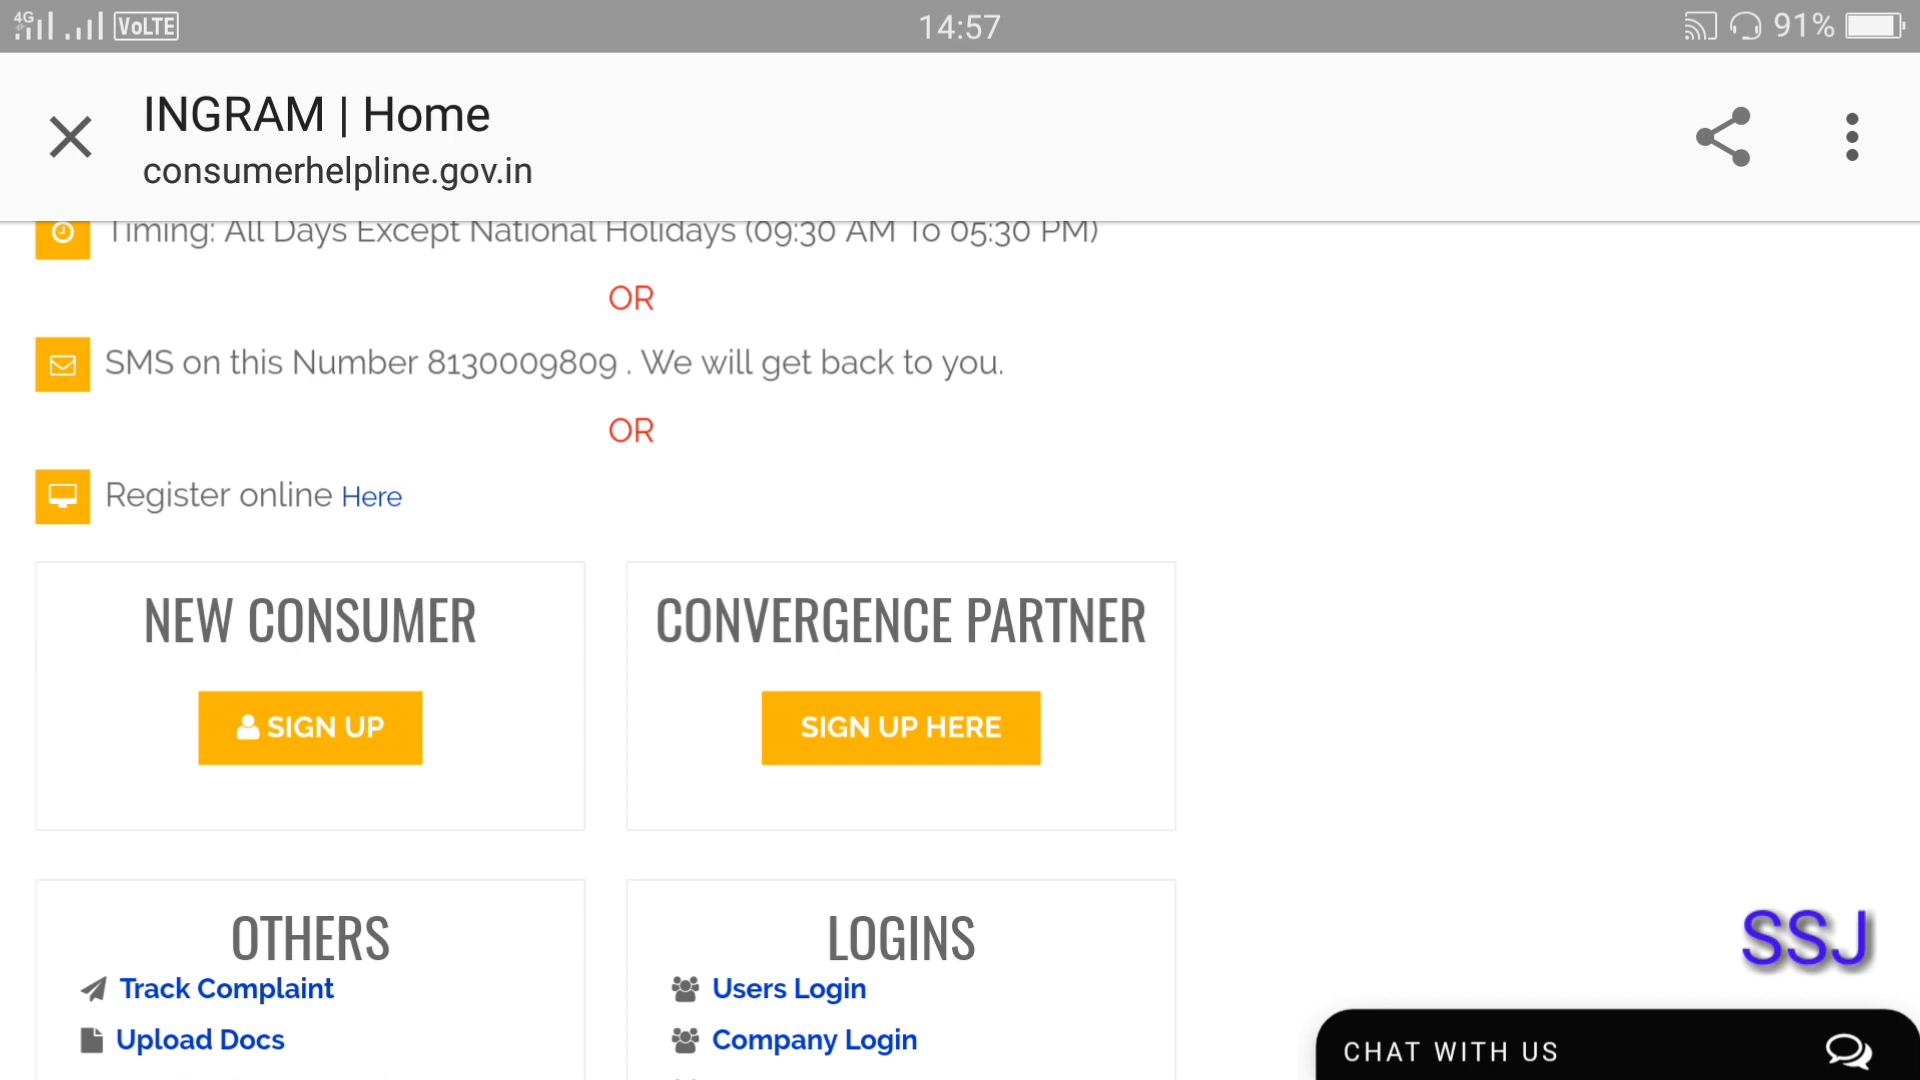 4G VoLTE 14:57 91%
INGRAM | Home
consumerhelpline.gov.in
Timing: All Days Except National Holidays (09:30 AM To 05:30 PM)
OR
SMS on this Number 8130009809 . We will get back to you.
OR
Register online Here
NEW CONSUMER
SIGN UP
CONVERGENCE PARTNER
SIGN UP HERE
OTHERS
Track Complaint
Upload Docs
LOGINS
Users Login
Company Login
SSJ
CHAT WITH US